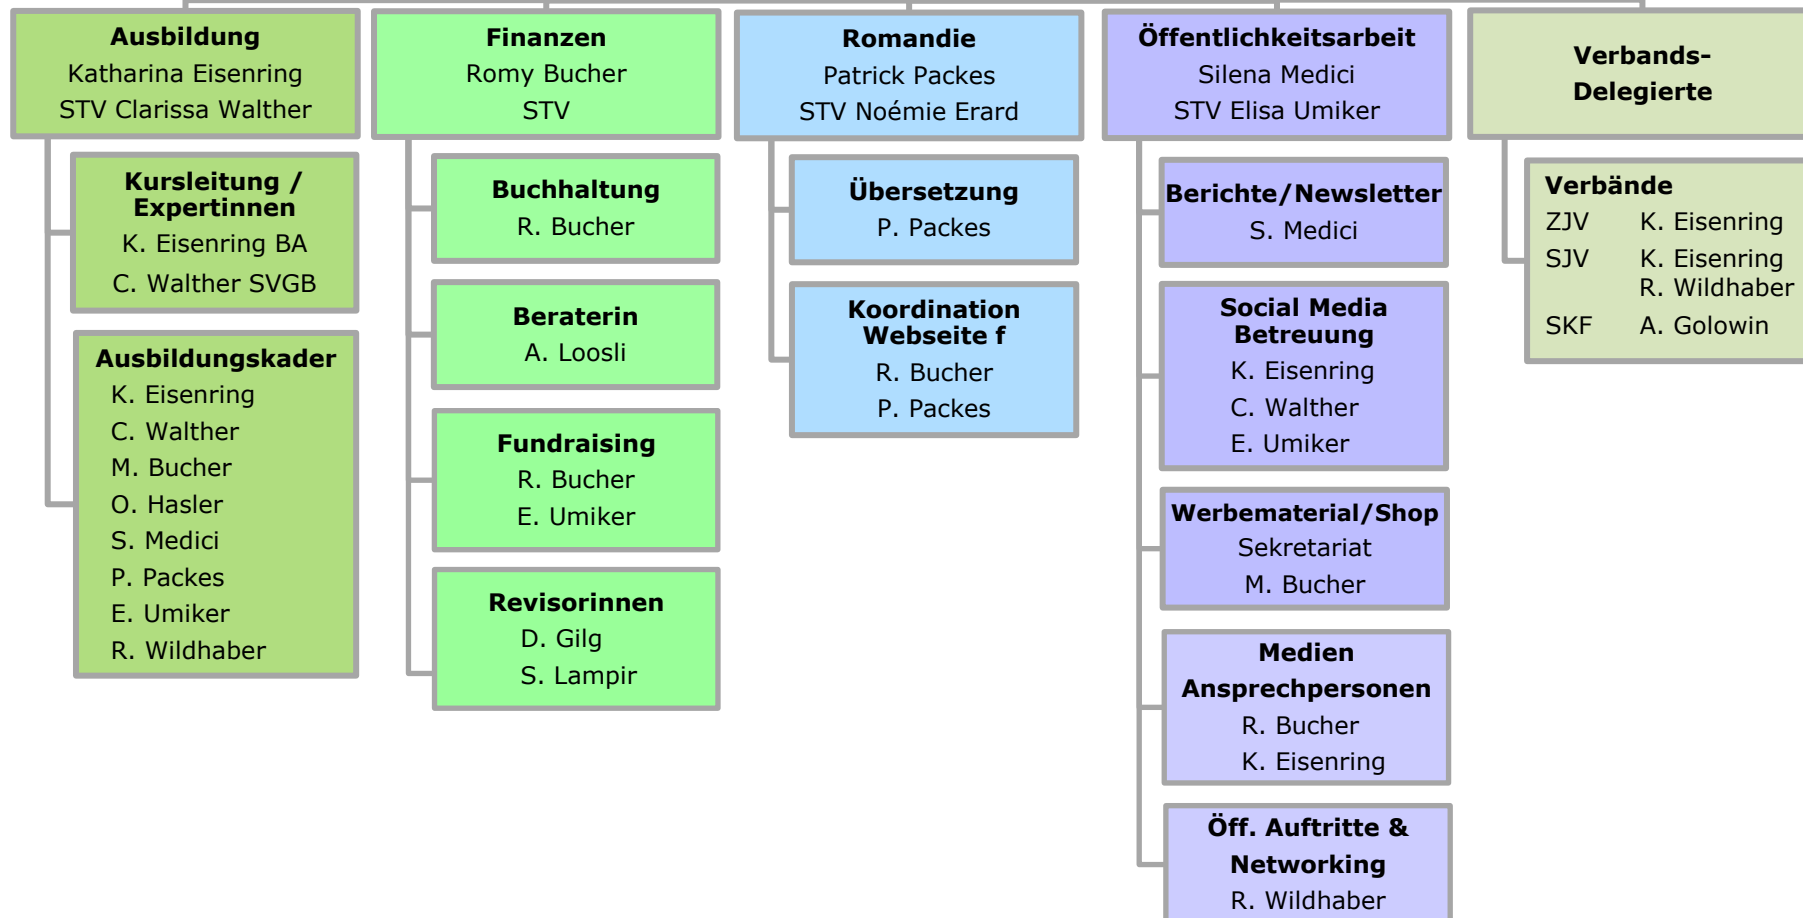 Ausbildung
Katharina Eisenring
STV Clarissa Walther
Kursleitung /
Expertinnen
K. Eisenring BA
C. Walther SVGB
Ausbildungskader
K. Eisenring
C. Walther
M. Bucher
O. Hasler
S. Medici
P. Packes
E. Umiker
R. Wildhaber
Finanzen
Romy Bucher
STV
Buchhaltung
R. Bucher
Beraterin
A. Loosli
Fundraising
R. Bucher
E. Umiker
Revisorinnen
D. Gilg
S. Lampir
Romandie
Patrick Packes
STV Noémie Erard
Übersetzung
P. Packes
Koordination
Webseite f
R. Bucher
P. Packes
Öffentlichkeitsarbeit
Silena Medici
STV Elisa Umiker
Berichte/Newsletter
S. Medici
Social Media
Betreuung
K. Eisenring
C. Walther
E. Umiker
Werbematerial/Shop
Sekretariat
M. Bucher
Medien
Ansprechpersonen
R. Bucher
K. Eisenring
Öff. Auftritte &
Networking
R. Wildhaber
Verbands-
Delegierte
Verbände
ZJV K. Eisenring
SJV K. Eisenring
R. Wildhaber
SKF A. Golowin